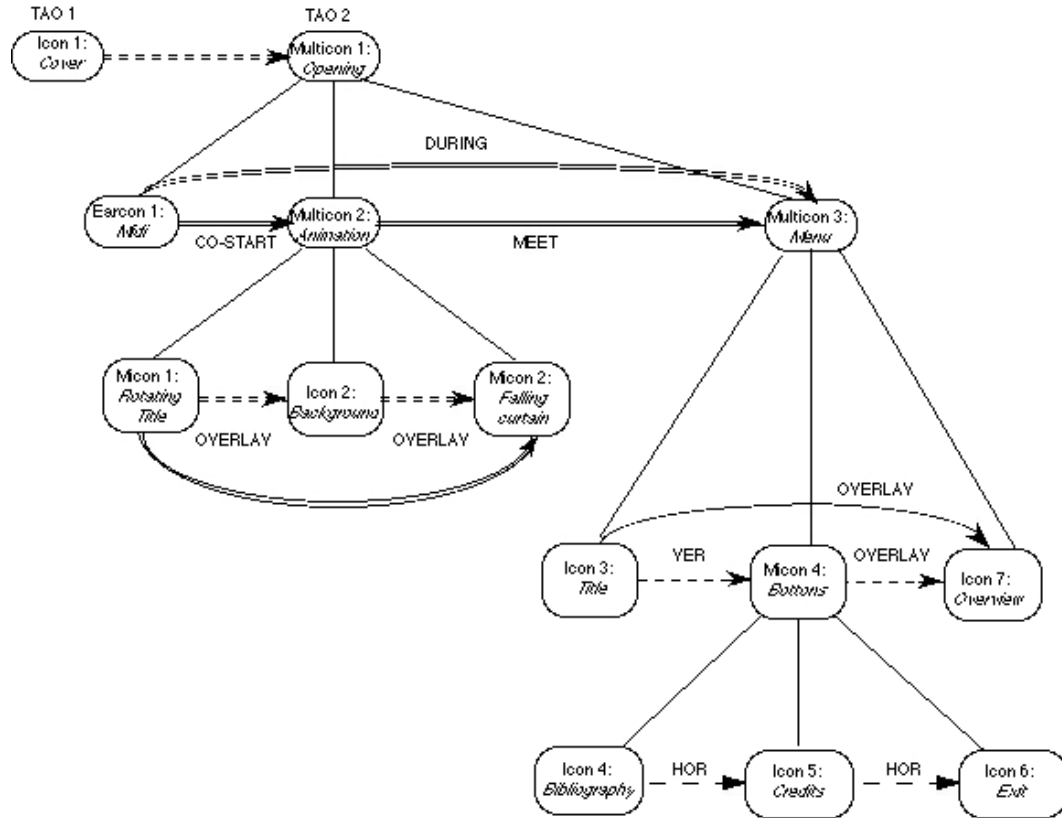 TAO 1
TAO 2
Icon 1:
Cover
Multicon 1:
Opening
DURING
Earcon 1:
Midi
Multicon 2:
Animation
Multicon 3:
Menu
CO-START
MEET
Micon 1:
Rotating
Title
Icon 2:
Background
Micon 2:
Falling
curtain
OVERLAY
OVERLAY
OVERLAY
Icon 3:
Title
VER
Micon 4:
Bottons
OVERLAY
Icon 7:
Overview
Icon 4:
Bibliography
HOR
Icon 5:
Credits
HOR
Icon 6:
Exit